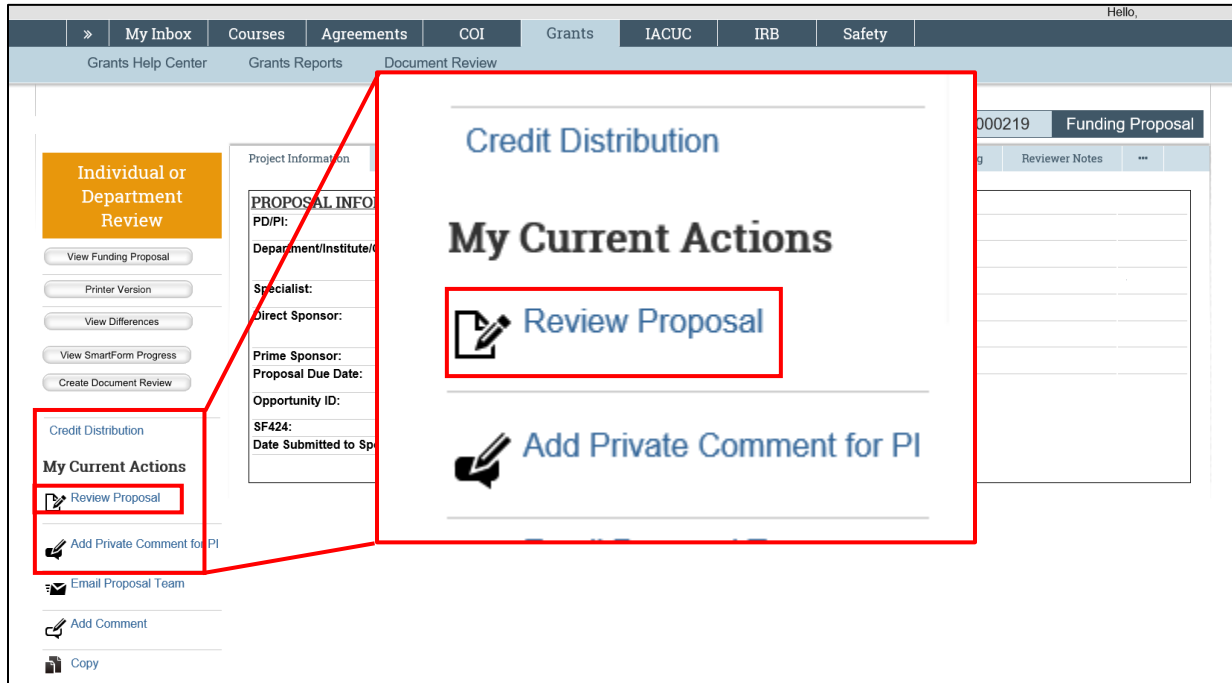 Hello,
» My Inbox Courses Agreements COI Grants IACUC IRB Safety
Grants Help Center Grants Reports Document Review
000219 Funding Proposal
Individual or
Department
Review
View Funding Proposal
Printer Version
View Differences
View SmartForm Progress
Create Document Review
Credit Distribution
My Current Actions
Review Proposal
Add Private Comment for PI
Email Proposal Team
Add Comment
Copy
Project Information
g Reviewer Notes ...
PROPOSAL INFO
PD/PI:
Department/Institute/
Specialist:
Direct Sponsor:
Prime Sponsor:
Proposal Due Date:
Opportunity ID:
SF424:
Date Submitted to Sp
Credit Distribution
My Current Actions
Review Proposal
Add Private Comment for PI